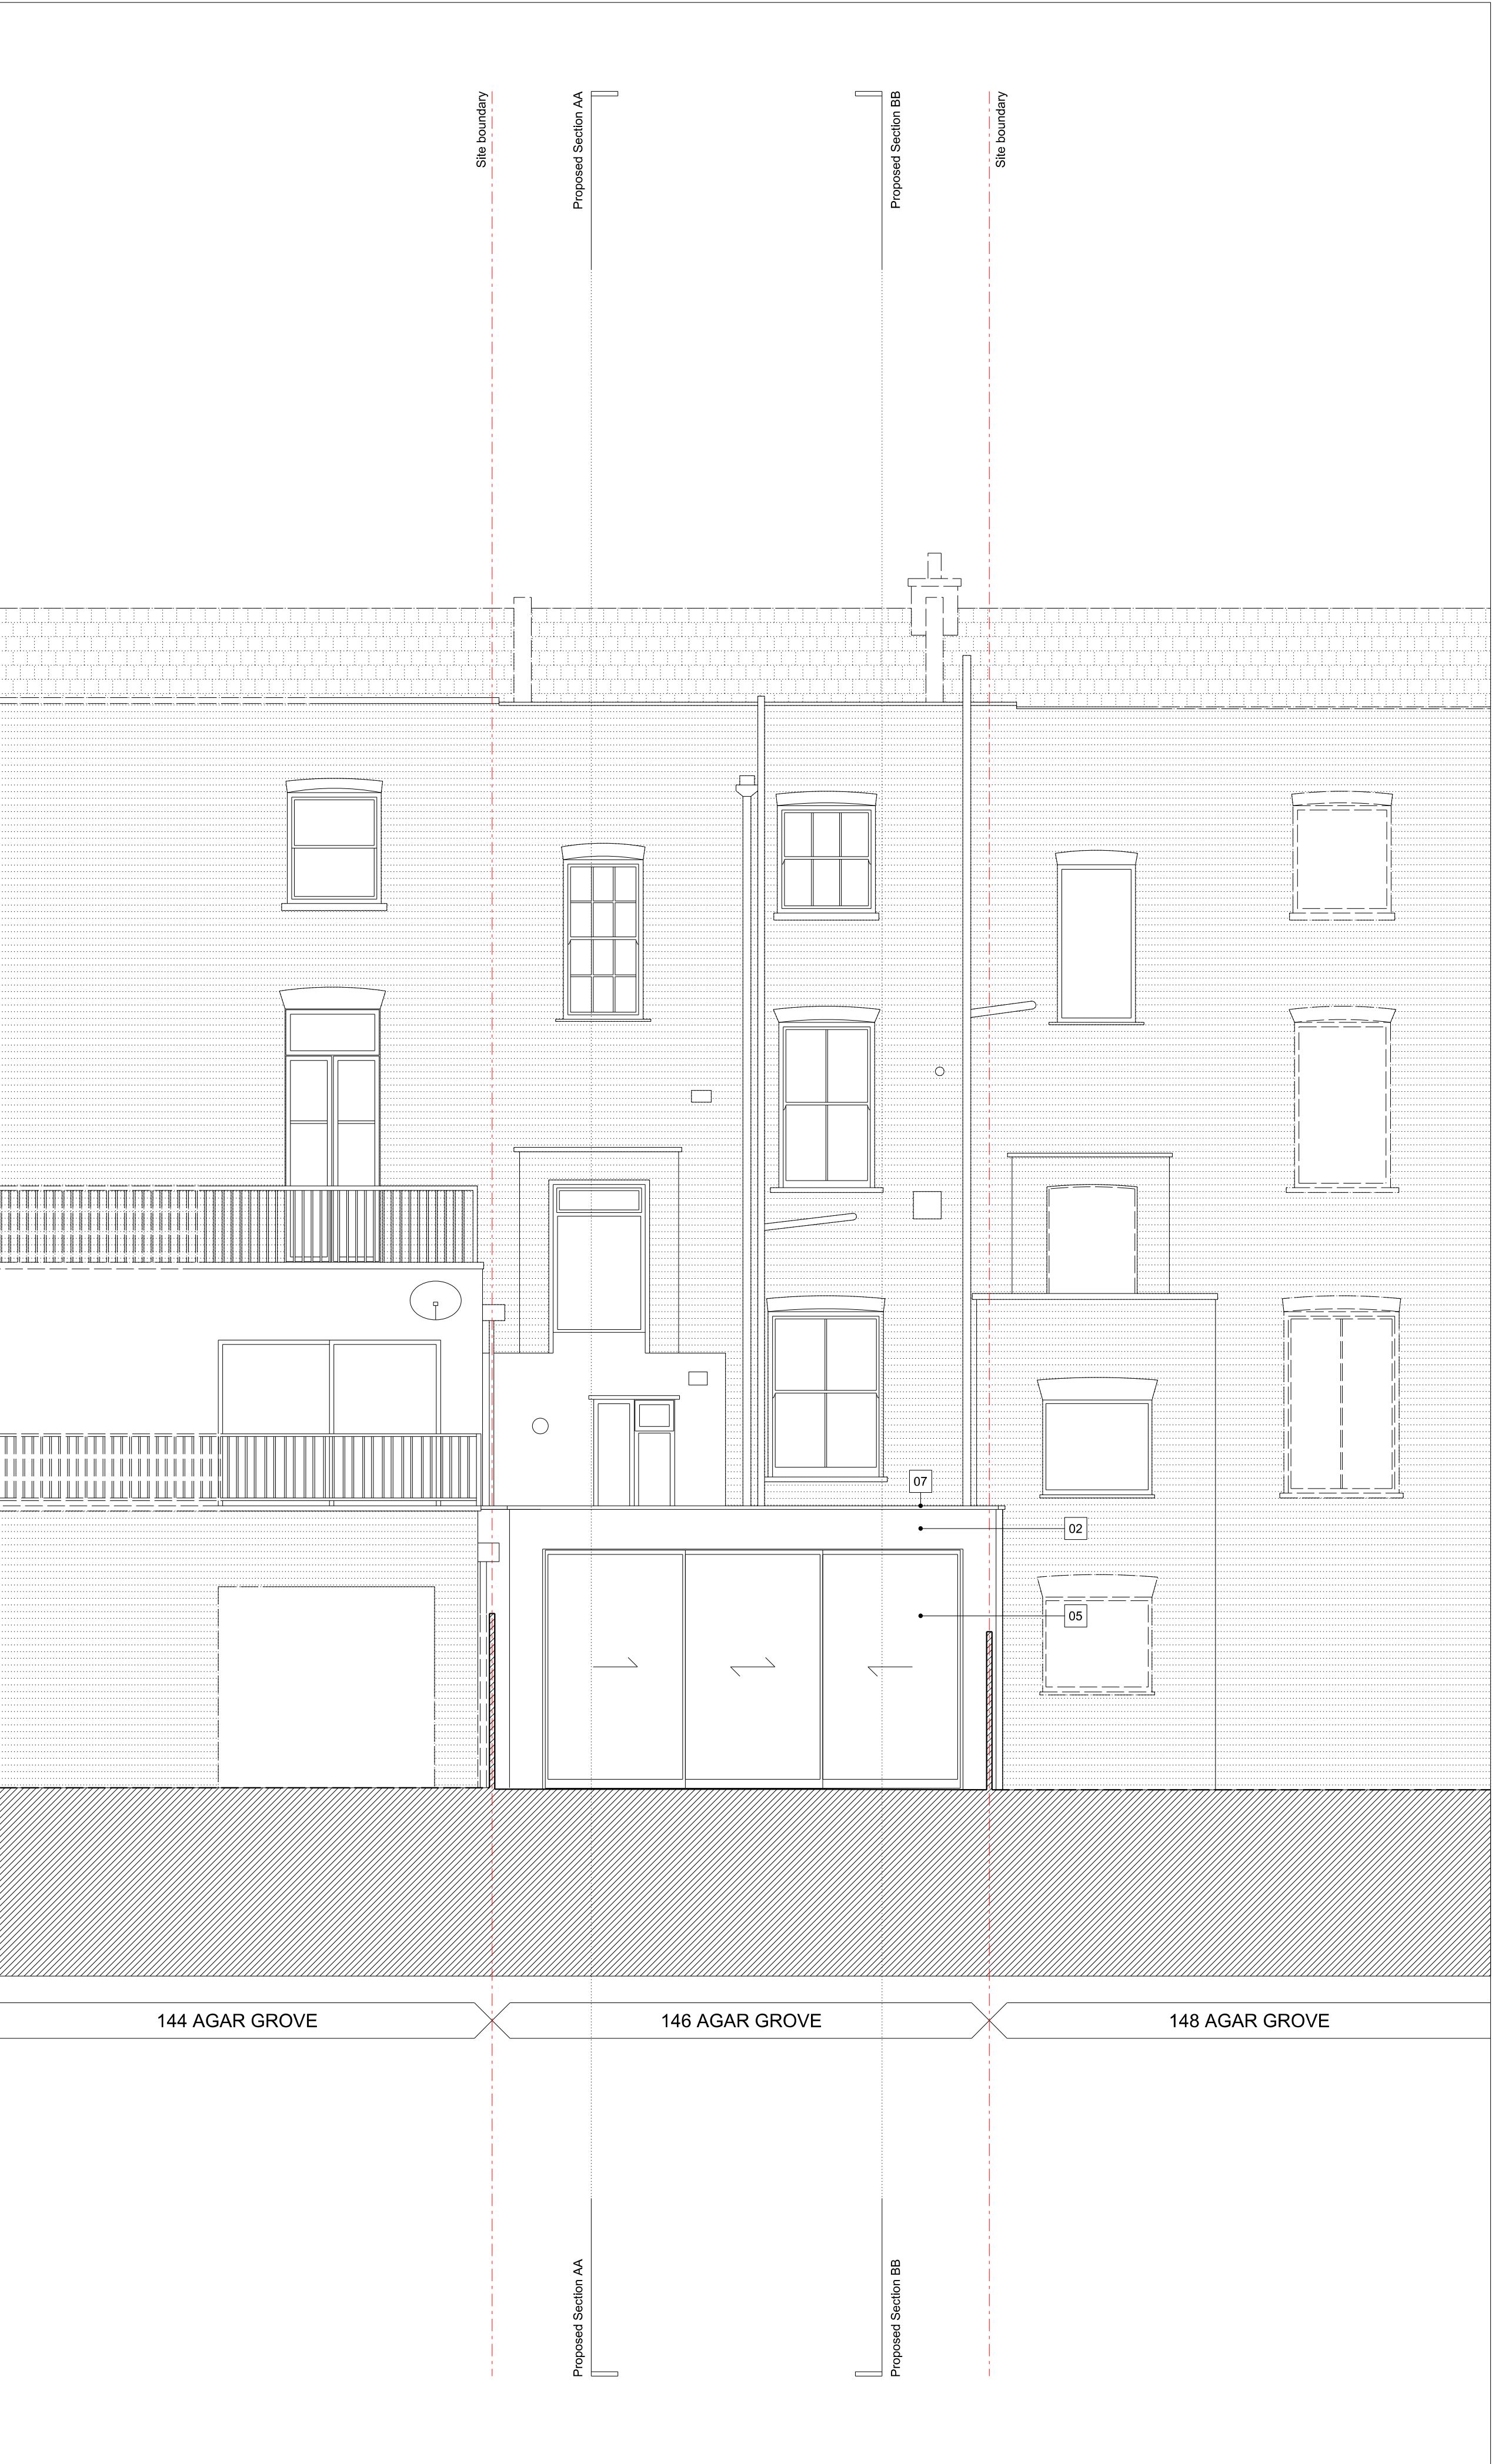 Site boundary
Proposed Section AA
Proposed Section BB
Site boundary
07
02
05
144 AGAR GROVE
146 AGAR GROVE
148 AGAR GROVE
Proposed Section AA
Proposed Section BB